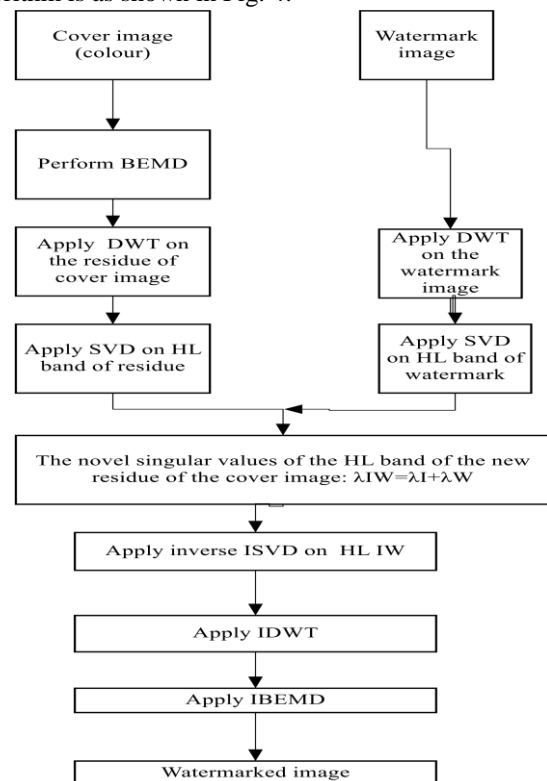 Cover image
(colour)
Watermark
image
Perform BEMD
Apply DWT on
the residue of
cover image
Apply DWT
on the
watermark
image
Apply SVD on HL
band of residue
Apply SVD
on HL band of
watermark
The novel singular values of the HL band of the new
residue of the cover image: λIW=λI+λW
Apply inverse ISVD on HL IW
Apply IDWT
Apply IBEMD
Watermarked image